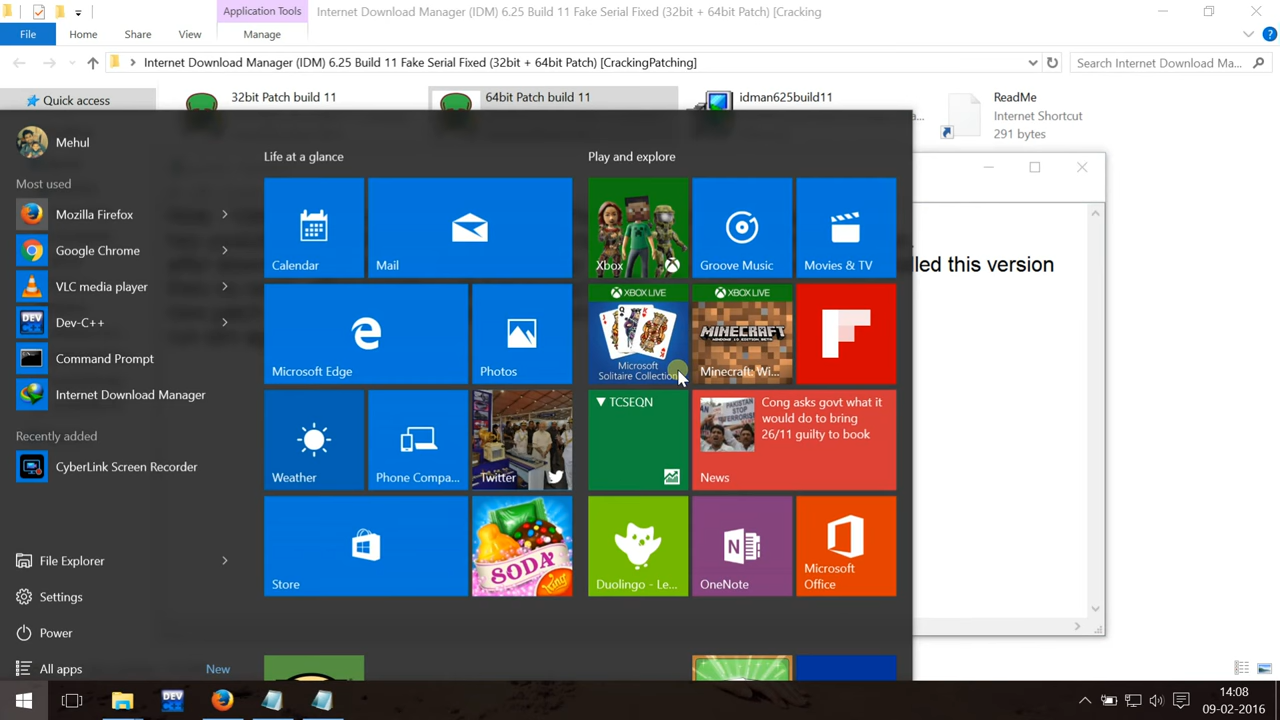 Application Tools
Internet Download Manager (IDM) 6.25 Build 11 Fake Serial Fixed (32bit + 64bit Patch) [Cracking
File
Home
Share
View
Manage
Internet Download Manager (IDM) 6.25 Build 11 Fake Serial Fixed (32bit + 64bit Patch) [CrackingPatching]
Search Internet Download Ma...
Quick access
32bit Patch build 11
64bit Patch build 11
idman625build11
ReadMe
Internet Shortcut
291 bytes
lled this version
Mehul
Most used
Mozilla Firefox
Google Chrome
VLC media player
Dev-C++
Command Prompt
Internet Download Manager
Recently added
CyberLink Screen Recorder
File Explorer
Settings
Power
All apps
New
Life at a glance
Calendar
Mail
Microsoft Edge
Photos
Weather
Phone Compa...
Twitter
Store
SODA
King
Play and explore
Xbox
Groove Music
Movies & TV
XBOX LIVE
Microsoft
Solitaire Collection
XBOX LIVE
MINECRAFT
WINDOWS 10 EDITION BETA
Minecraft: Wi...
TCSEQN
Cong asks govt what it
would do to bring
26/11 guilty to book
News
Duolingo - Le...
OneNote
Microsoft
Office
14:08
09-02-2016